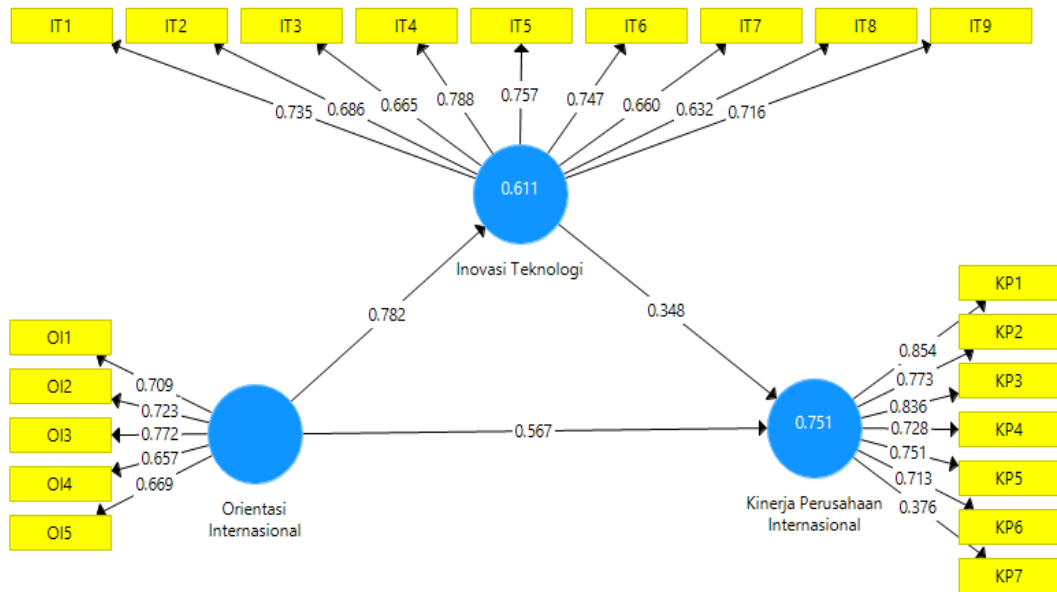 IT1 IT2 IT3 IT4 IT5 IT6 IT7 IT8 IT9
0.735 0.686 0.665 0.788 0.757 0.747 0.660 0.632 0.716
0.611
Inovasi Teknologi
0.782
0.348
OI1
OI2
OI3
OI4
OI5
0.709
0.723
0.772
0.657
0.669
Orientasi
Internasional
0.567
0.751
Kinerja Perusahaan
Internasional
0.854
0.773
0.836
0.728
0.751
0.713
0.376
KP1
KP2
KP3
KP4
KP5
KP6
KP7